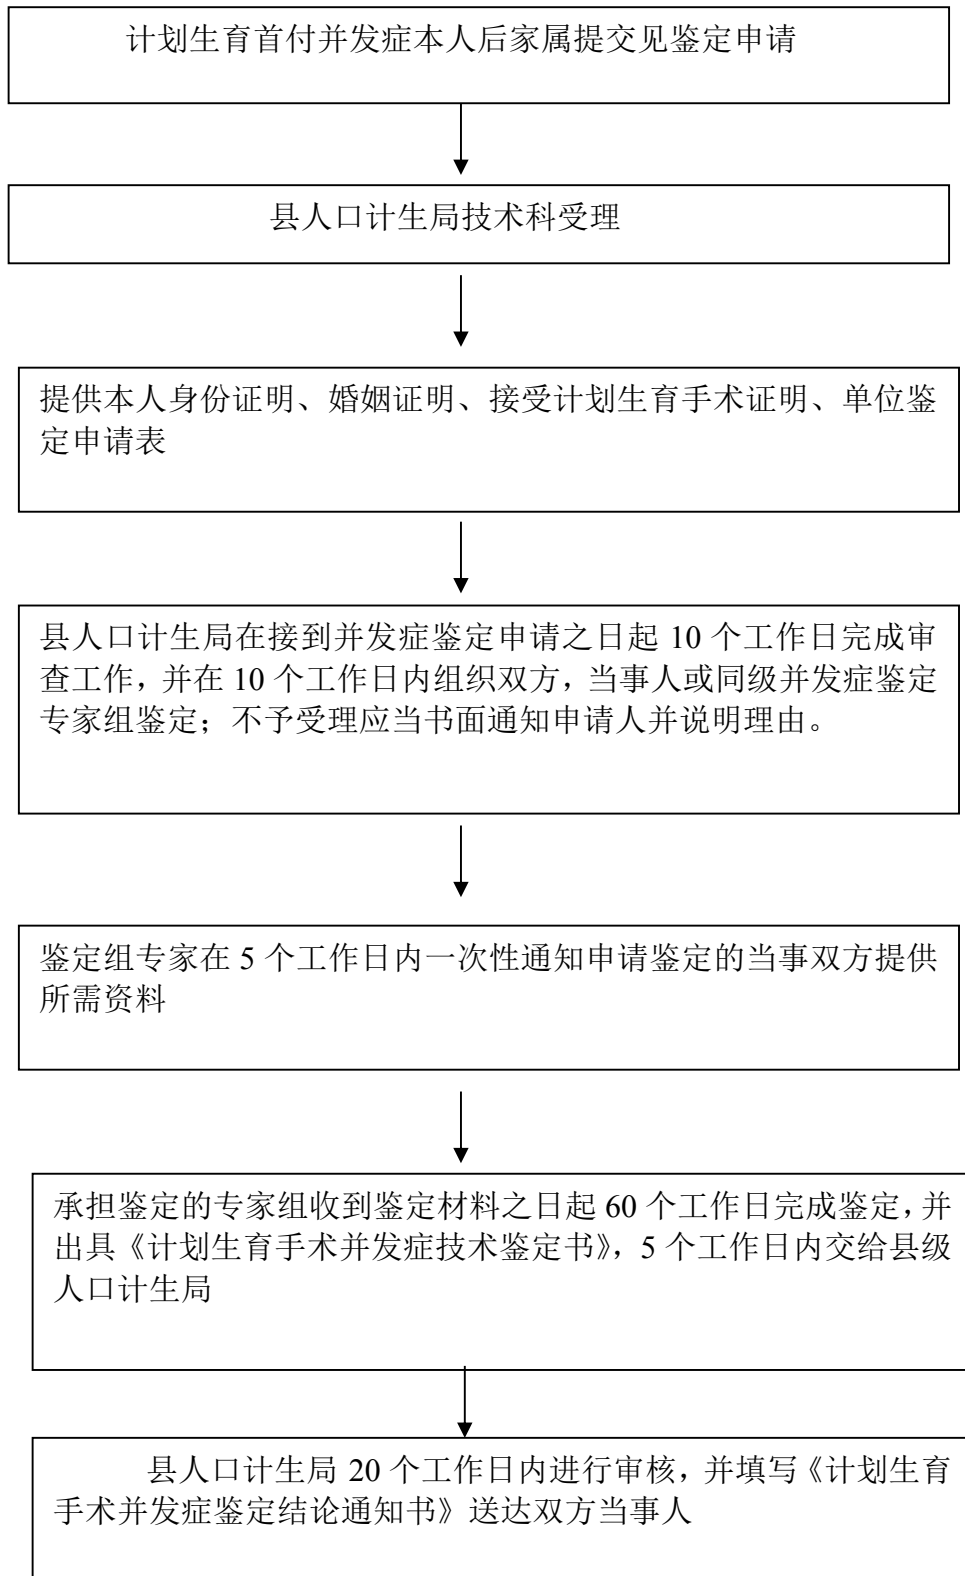 计划生育首付并发症本人后家属提交见鉴定申请
县人口计生局技术科受理
提供本人身份证明、婚姻证明、接受计划生育手术证明、单位鉴
定申请表
县人口计生局在接到并发症鉴定申请之日起 10 个工作日完成审
查工作，并在 10 个工作日内组织双方，当事人或同级并发症鉴定
专家组鉴定；不予受理应当书面通知申请人并说明理由。
鉴定组专家在 5 个工作日内一次性通知申请鉴定的当事双方提供
所需资料
承担鉴定的专家组收到鉴定材料之日起 60 个工作日完成鉴定，并
出具《计划生育手术并发症技术鉴定书》，5 个工作日内交给县级
人口计生局
县人口计生局 20 个工作日内进行审核，并填写《计划生育
手术并发症鉴定结论通知书》送达双方当事人